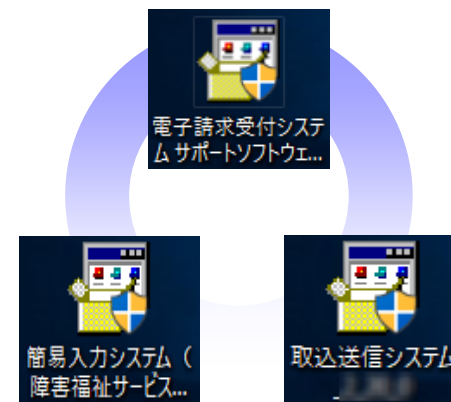 電子請求受付システ
ム サポートソフトウェ...
簡易入力システム（
障害福祉サービス...
取込送信システム